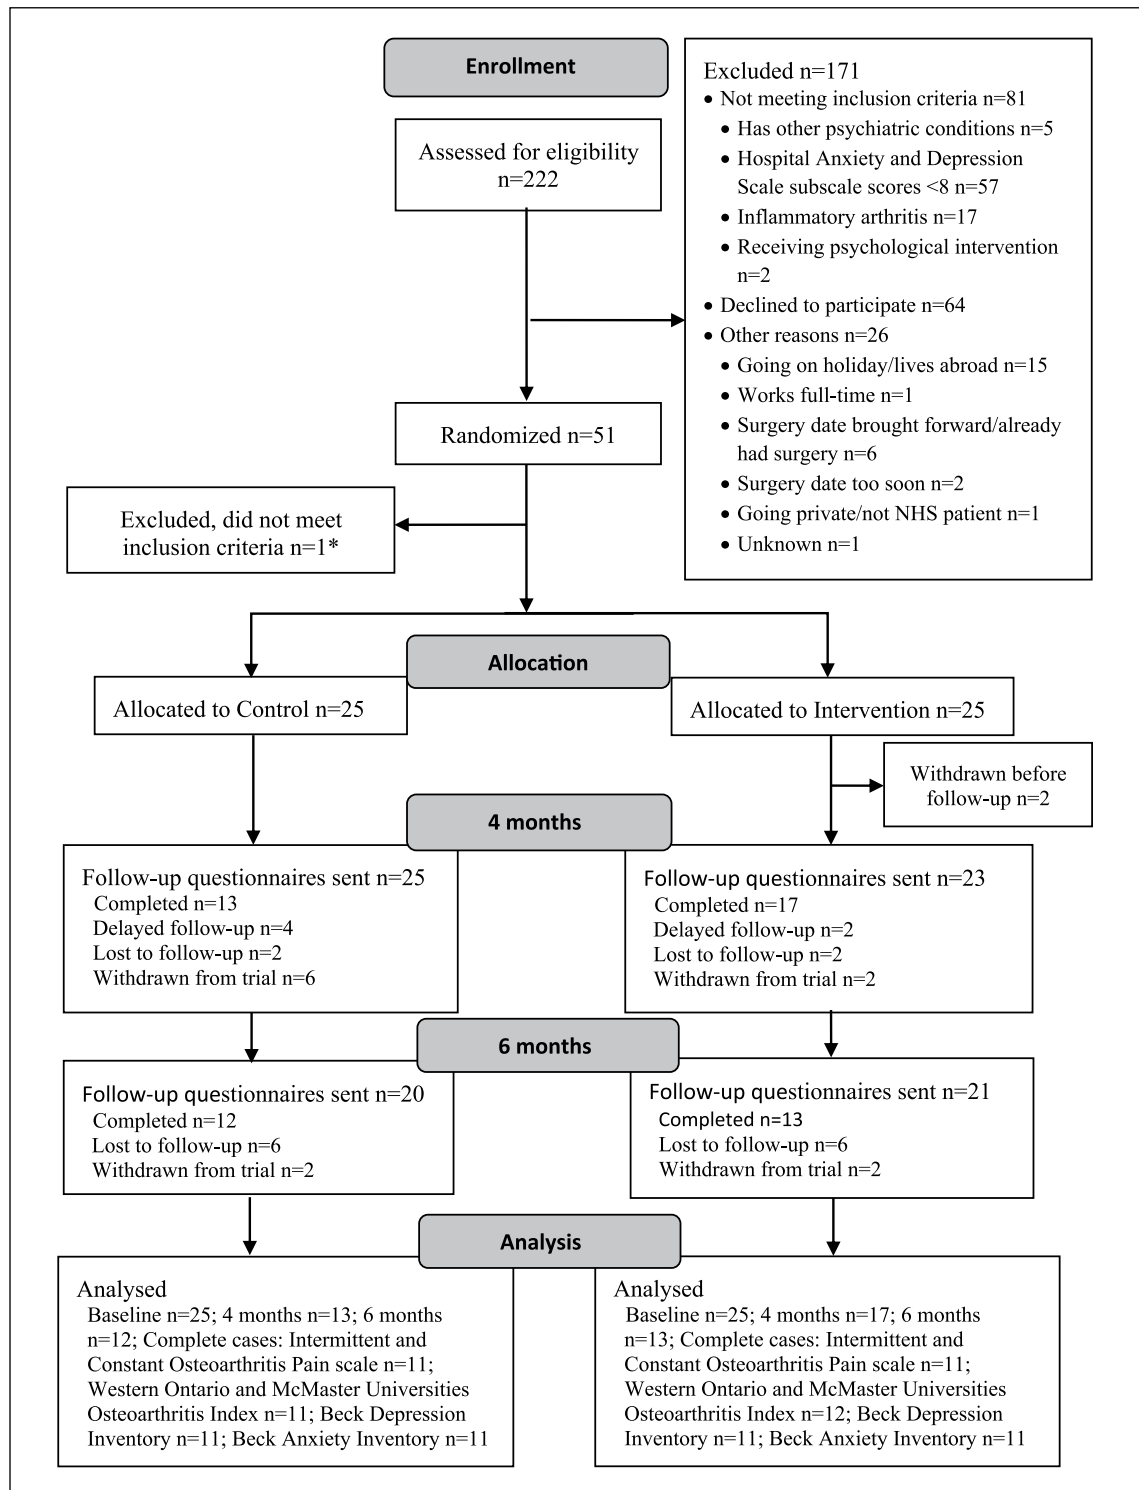 Enrollment
Assessed for eligibility
n=222
Excluded n=171
• Not meeting inclusion criteria n=81
• Has other psychiatric conditions n=5
• Hospital Anxiety and Depression
Scale subscale scores <8 n=57
• Inflammatory arthritis n=17
• Receiving psychological intervention
n=2
• Declined to participate n=64
• Other reasons n=26
• Going on holiday/lives abroad n=15
• Works full-time n=1
• Surgery date brought forward/already
had surgery n=6
• Surgery date too soon n=2
• Going private/not NHS patient n=1
• Unknown n=1
Randomized n=51
Excluded, did not meet
inclusion criteria n=1*
Allocation
Allocated to Control n=25
Allocated to Intervention n=25
Withdrawn before
follow-up n=2
4 months
Follow-up questionnaires sent n=25
Completed n=13
Delayed follow-up n=4
Lost to follow-up n=2
Withdrawn from trial n=6
Follow-up questionnaires sent n=23
Completed n=17
Delayed follow-up n=2
Lost to follow-up n=2
Withdrawn from trial n=2
6 months
Follow-up questionnaires sent n=20
Completed n=12
Lost to follow-up n=6
Withdrawn from trial n=2
Follow-up questionnaires sent n=21
Completed n=13
Lost to follow-up n=6
Withdrawn from trial n=2
Analysis
Analysed
Baseline n=25; 4 months n=13; 6 months
n=12; Complete cases: Intermittent and
Constant Osteoarthritis Pain scale n=11;
Western Ontario and McMaster Universities
Osteoarthritis Index n=11; Beck Depression
Inventory n=11; Beck Anxiety Inventory n=11
Analysed
Baseline n=25; 4 months n=17; 6 months
n=13; Complete cases: Intermittent and
Constant Osteoarthritis Pain scale n=11;
Western Ontario and McMaster Universities
Osteoarthritis Index n=12; Beck Depression
Inventory n=11; Beck Anxiety Inventory n=11